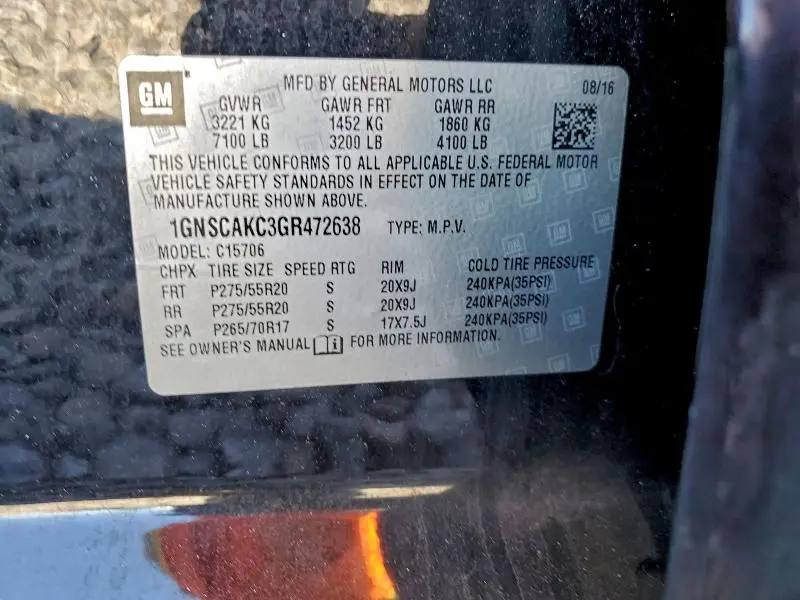 GM
MFD BY GENERAL MOTORS LLC 08/16
GVWR GAWR FRT GAWR RR
3221 KG 1452 KG 1860 KG
7100 LB 3200 LB 4100 LB
THIS VEHICLE CONFORMS TO ALL APPLICABLE U.S. FEDERAL MOTOR
VEHICLE SAFETY STANDARDS IN EFFECT ON THE DATE OF
MANUFACTURE SHOWN ABOVE.
1GNSCAKC3GR472638 TYPE: M.P.V.
MODEL: C15706
CHPX TIRE SIZE SPEED RTG RIM COLD TIRE PRESSURE
FRT P275/55R20 S 20X9J 240KPA(35PSI)
RR P275/55R20 S 20X9J 240KPA(35PSI)
SPA P265/70R17 S 17X7.5J 240KPA(35PSI)
SEE OWNER'S MANUAL FOR MORE INFORMATION.